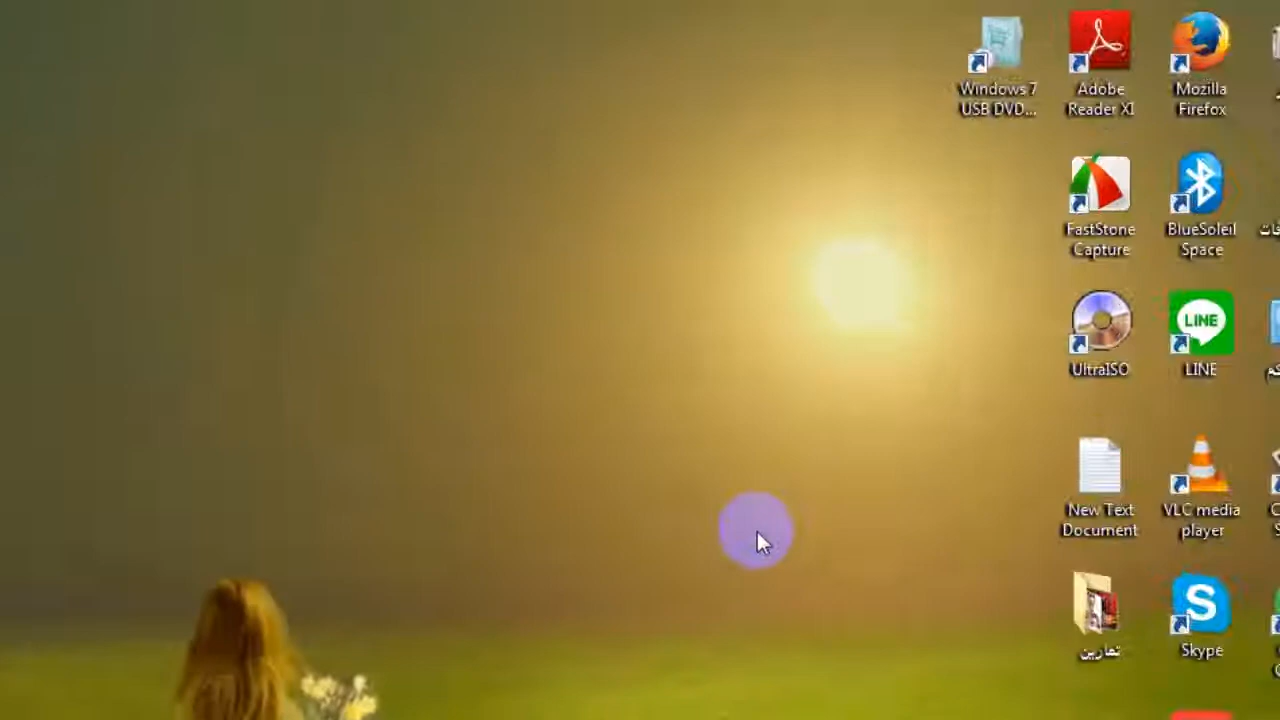 Windows 7
USB DVD...
Adobe
Reader XI
Mozilla
Firefox
FastStone
Capture
BlueSoleil
Space
UltraISO
LINE
LINE
New Text
Document
VLC media
player
تمارين
S
Skype